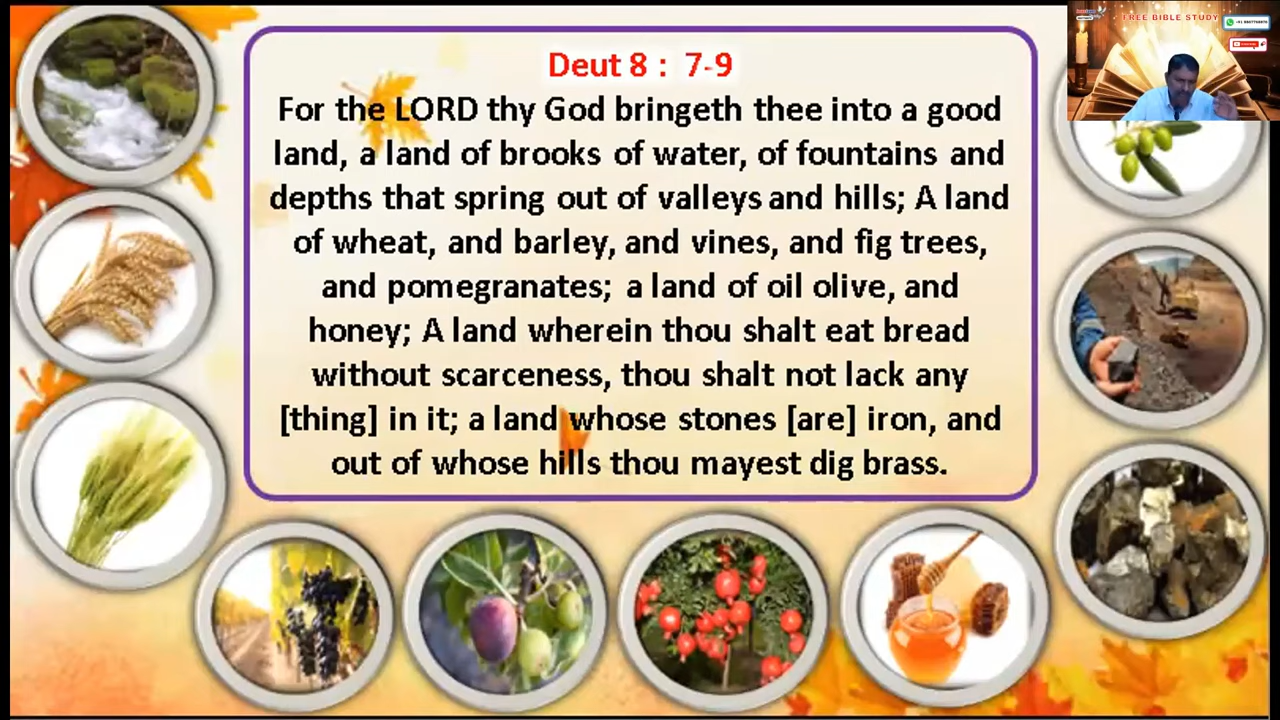 Deut 8 : 7-9
For the LORD thy God bringeth thee into a good
land, a land of brooks of water, of fountains and
depths that spring out of valleys and hills; A land
of wheat, and barley, and vines, and fig trees,
and pomegranates; a land of oil olive, and
honey; A land wherein thou shalt eat bread
without scarceness, thou shalt not lack any
[thing] in it; a land whose stones [are] iron, and
out of whose hills thou mayest dig brass.
FREE BIBLE STUDY